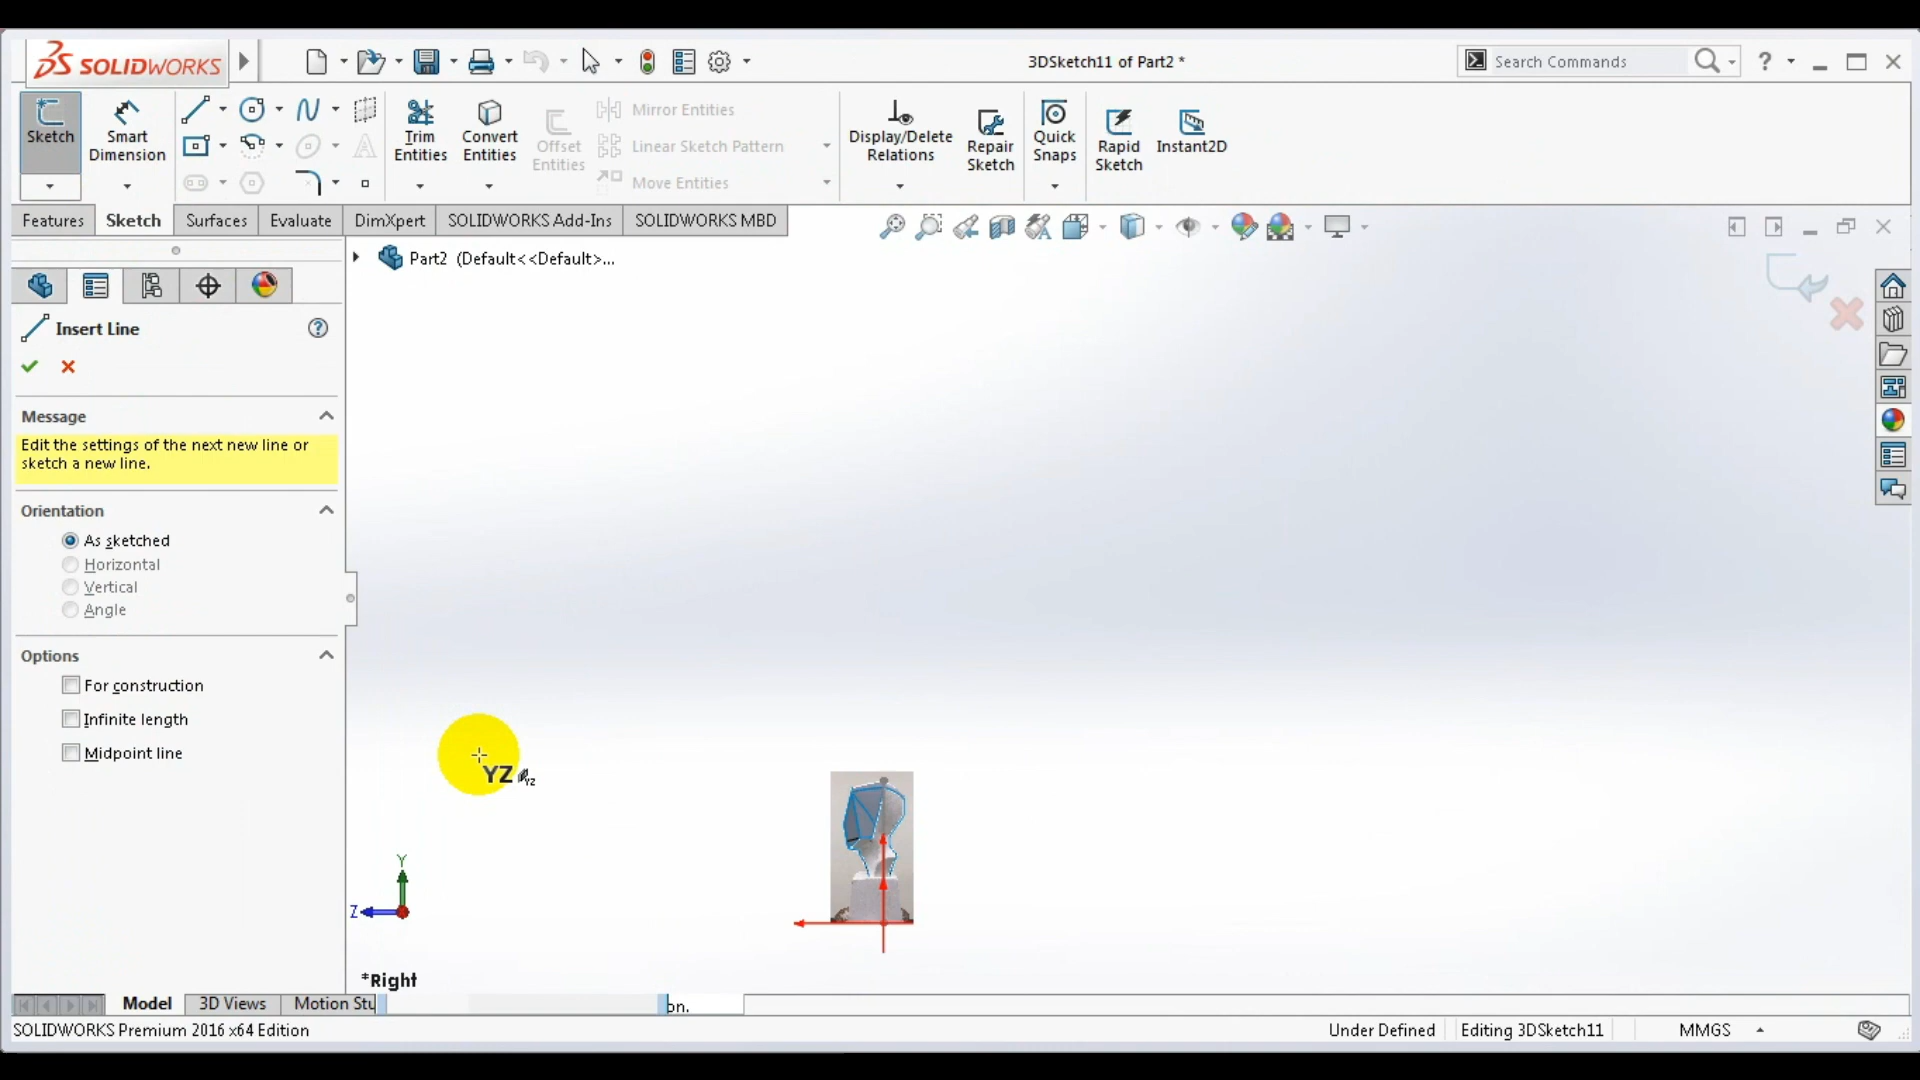 SOLIDWORKS
3DSketch11 of Part2 *
Search Commands
?
Sketch
Smart Dimension
Trim Entities
Convert Entities
Offset Entities
Mirror Entities
Linear Sketch Pattern
Move Entities
Display/Delete Relations
Repair Sketch
Quick Snaps
Rapid Sketch
Instant2D
Features
Sketch
Surfaces
Evaluate
DimXpert
SOLIDWORKS Add-Ins
SOLIDWORKS MBD
Part2 (Default<<Default>...
Insert Line
?
Message
Edit the settings of the next new line or
sketch a new line.
Orientation
As sketched
Horizontal
Vertical
Angle
Options
For construction
Infinite length
Midpoint line
YZ
YZ
Y
Z
*Right
Model
3D Views
Motion Stu
on.
SOLIDWORKS Premium 2016 x64 Edition
Under Defined
Editing 3DSketch11
MMGS